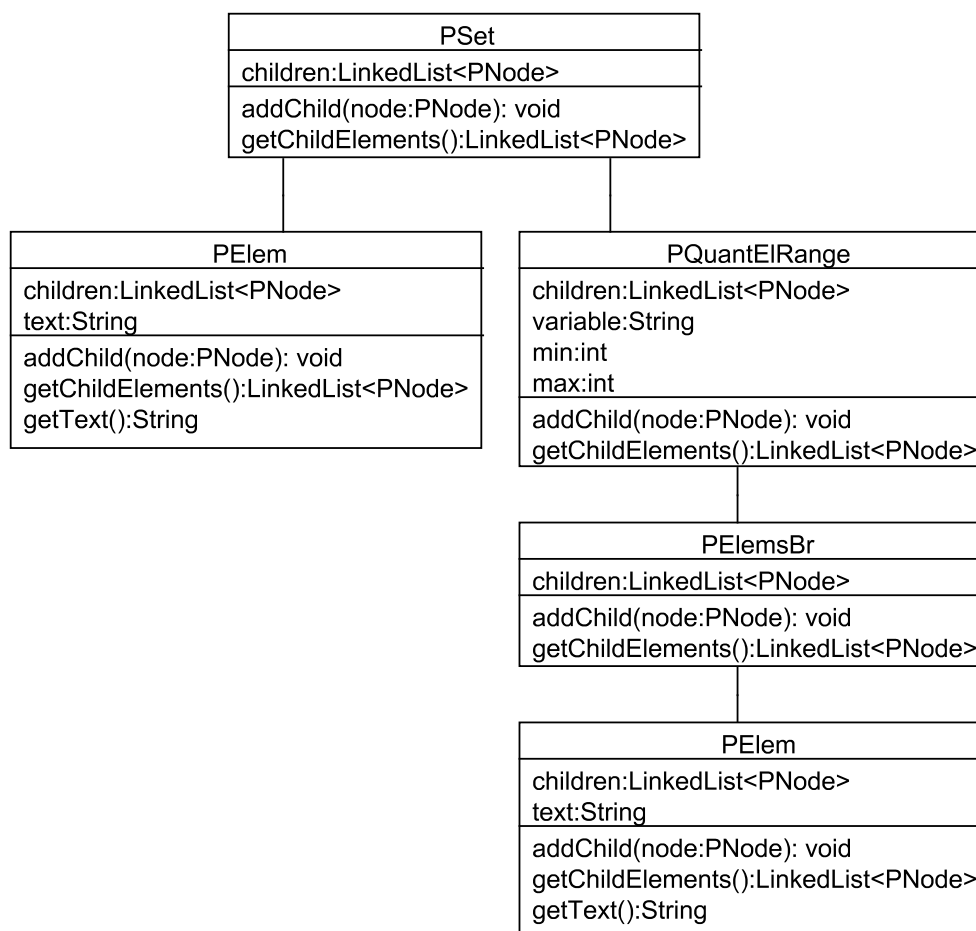 PSet
children:LinkedList<PNode>
addChild(node:PNode): void
getChildElements():LinkedList<PNode>
PElem
children:LinkedList<PNode>
text:String
addChild(node:PNode): void
getChildElements():LinkedList<PNode>
getText():String
PQuantElRange
children:LinkedList<PNode>
variable:String
min:int
max:int
addChild(node:PNode): void
getChildElements():LinkedList<PNode>
PElemsBr
children:LinkedList<PNode>
addChild(node:PNode): void
getChildElements():LinkedList<PNode>
PElem
children:LinkedList<PNode>
text:String
addChild(node:PNode): void
getChildElements():LinkedList<PNode>
getText():String